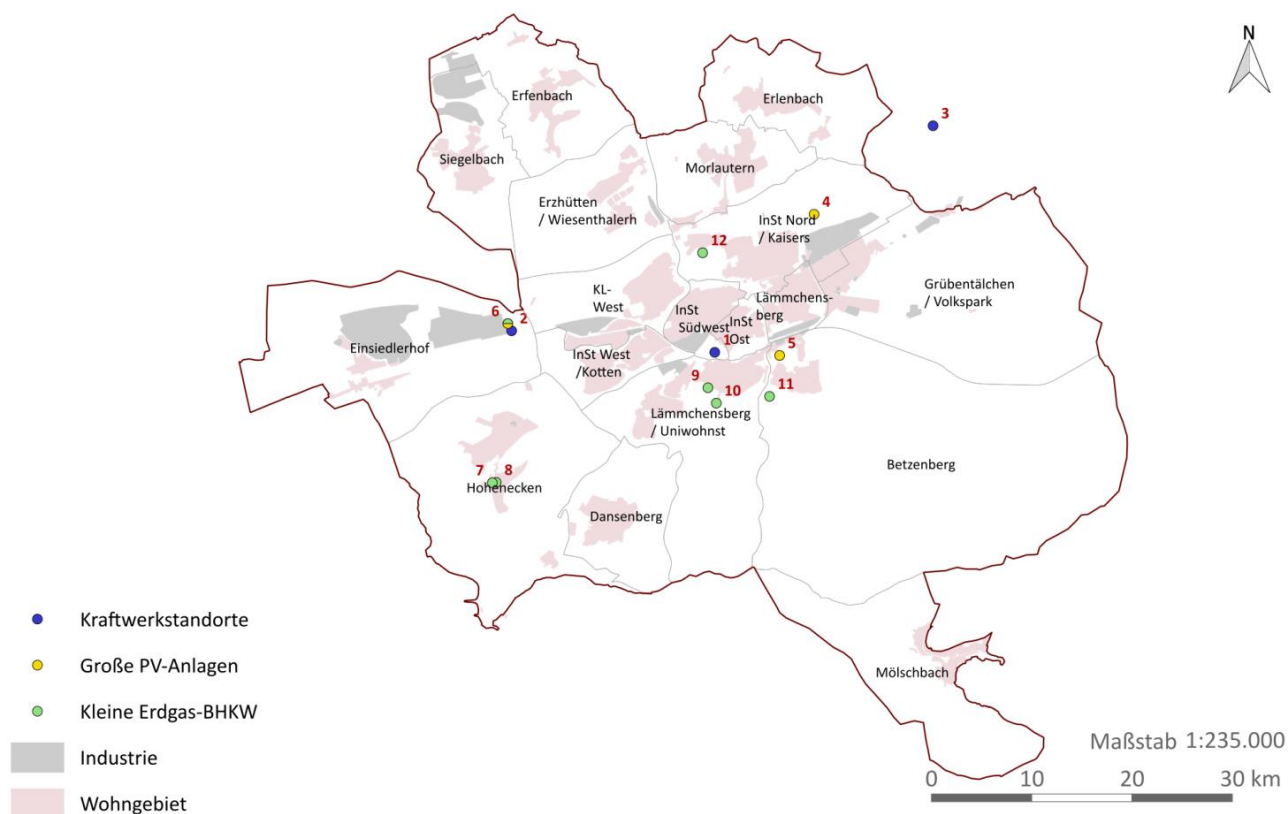 N
Erfenbach
Erlenbach
3
Siegelbach
Morlautern
Erzhütten
/ Wiesenthalerh
4
InSt Nord
/ Kaisers
12
KL-
West
Lämmchens-
berg
Grübentälchen
/ Volkspark
6 2
InSt
Südwest
InSt
Ost
Einsiedlerhof
1
5
InSt West
/Kotten
9
10
11
Lämmchensberg
/ Uniwohnst
Betzenberg
7 8
Hohenecken
Dansenberg
Mölschbach
Kraftwerkstandorte
Große PV-Anlagen
Kleine Erdgas-BHKW
Industrie
Wohngebiet
Maßstab 1:235.000
0 10 20 30 km